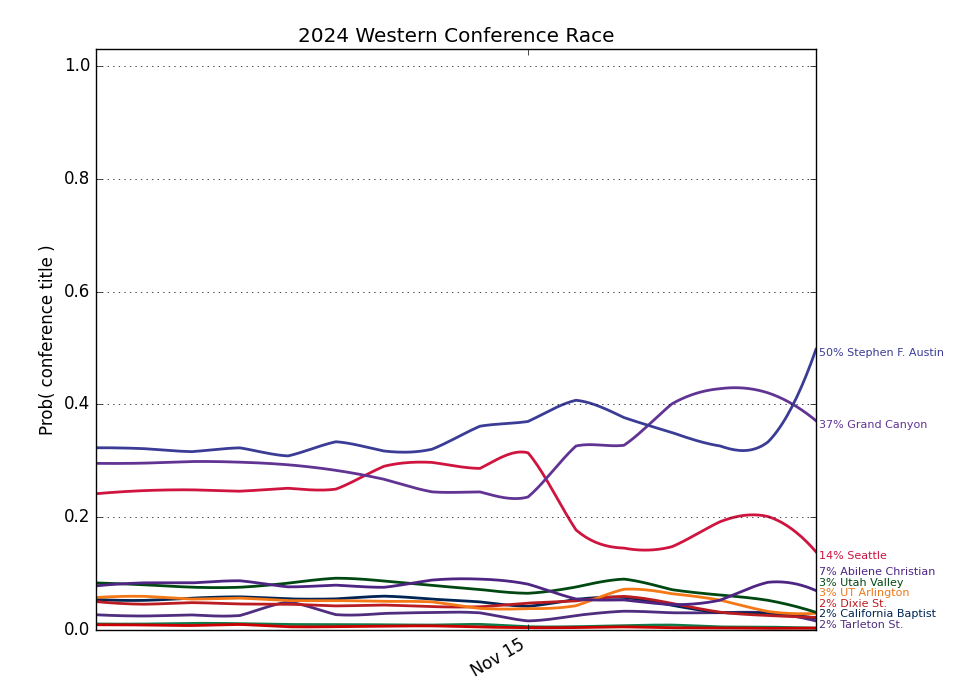 2024 Western Conference Race
Prob( conference title )
1.0
0.8
0.6
0.4
0.2
0.0
Nov 15
50% Stephen F. Austin
37% Grand Canyon
14% Seattle
7% Abilene Christian
3% Utah Valley
3% UT Arlington
2% Dixie St.
2% California Baptist
2% Tarleton St.